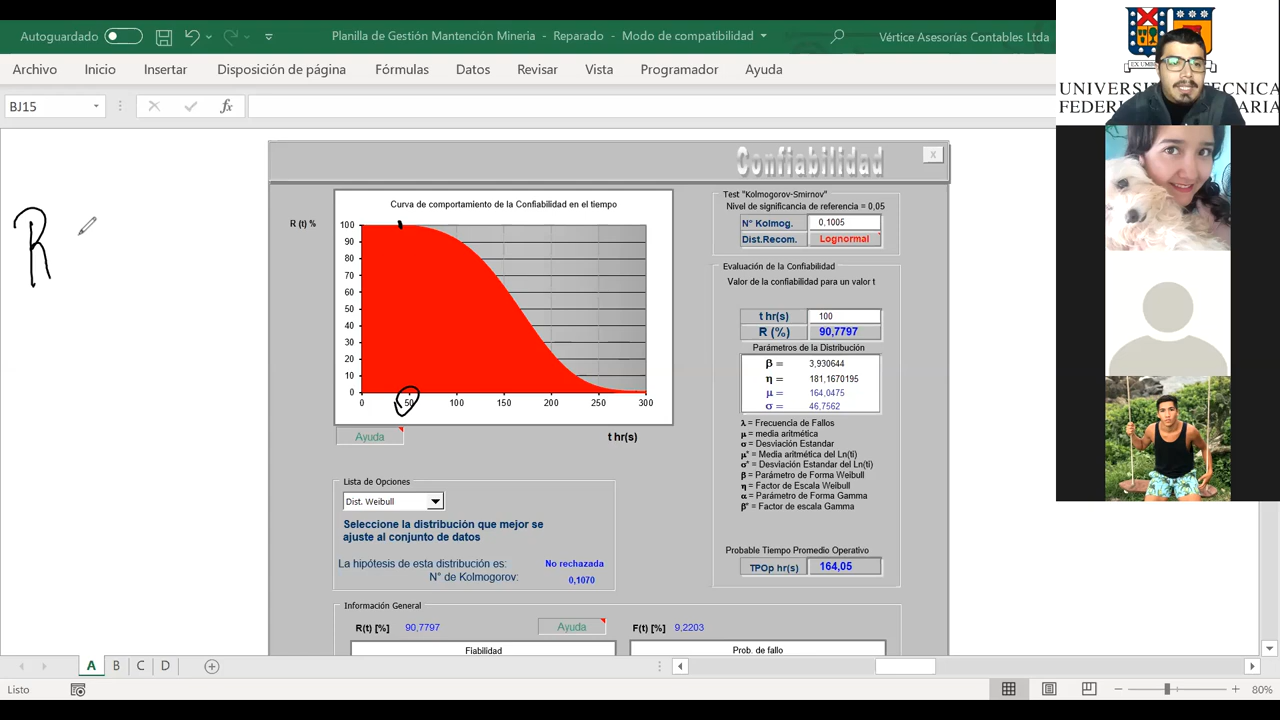 Autoguardado
Planilla de Gestión Mantención Mineria - Reparado - Modo de compatibilidad
Vértice Asesorías Contables Ltda
Archivo Inicio Insertar Disposición de página Fórmulas Datos Revisar Vista Programador Ayuda
BJ15
fx
R
Confiabilidad
X
Curva de comportamiento de la Confiabilidad en el tiempo
R (t) %
100
90
80
70
60
50
40
30
20
10
0
0 50 100 150 200 250 300
Ayuda
t hr(s)
Test "Kolmogorov-Smirnov"
Nivel de significancia de referencia = 0,05
N° Kolmog. 0,1005
Dist.Recom. Lognormal
Evaluación de la Confiabilidad
Valor de la confiabilidad para un valor t
t hr(s) 100
R (%) 90,7797
Parámetros de la Distribución
β = 3,930644
η = 181,1670195
μ = 164,0475
σ = 46,7562
λ = Frecuencia de Fallos
μ = media aritmética
σ = Desviación Estandar
μ* = Media aritmética del Ln(ti)
σ* = Desviación Estandar del Ln(ti)
β = Parámetro de Forma Weibull
η = Factor de Escala Weibull
α = Parámetro de Forma Gamma
β* = Factor de escala Gamma
Probable Tiempo Promedio Operativo
TPOp hr(s) 164,05
Lista de Opciones
Dist. Weibull
Seleccione la distribución que mejor se
ajuste al conjunto de datos
La hipótesis de esta distribución es: No rechazada
N° de Kolmogorov: 0,1070
Información General
R(t) [%] 90,7797
Ayuda
F(t) [%] 9,2203
Fiabilidad
Prob. de fallo
A B C D
Listo
80%
EX UMB
UNIVERSI TÉCNICA
FEDERI ARIA